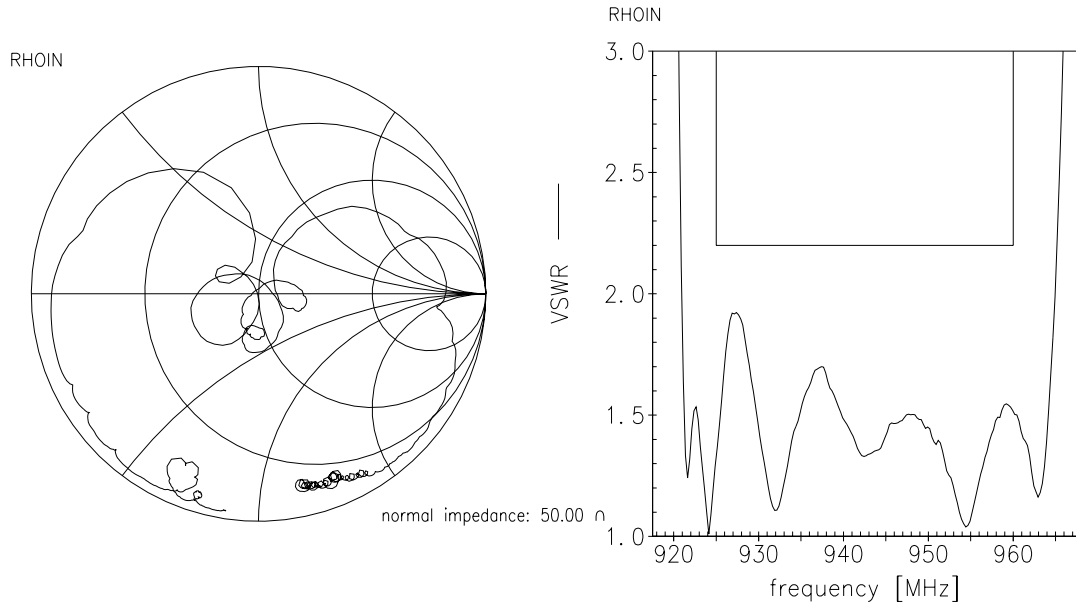 RHOIN
normal impedance: 50.00 Ω
RHOIN
VSWR
3.0
2.5
2.0
1.5
1.0
920 930 940 950 960
frequency [MHz]